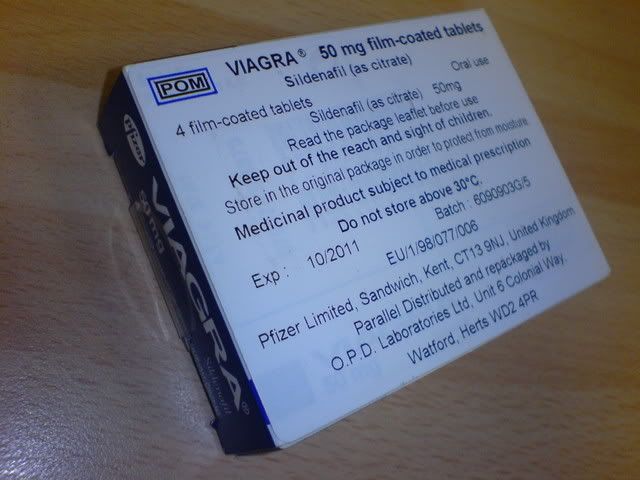 POM
VIAGRA® 50 mg film-coated tablets
Sildenafil (as citrate)
Oral use
4 film-coated tablets
Sildenafil (as citrate) 50mg
Read the package leaflet before use
Keep out of the reach and sight of children.
Store in the original package in order to protect from moisture
Medicinal product subject to medical prescription
Do not store above 30°C.
Exp : 10/2011
Batch : 6090903G/5
EU/1/98/077/006
Pfizer Limited, Sandwich, Kent, CT13 9NJ, United Kingdom
Parallel Distributed and repackaged by
O.P.D. Laboratories Ltd. Unit 6 Colonial Way.
Watford, Herts WD2 4PR
Pfizer
50 mg
VIAGRA®
Sildenafil